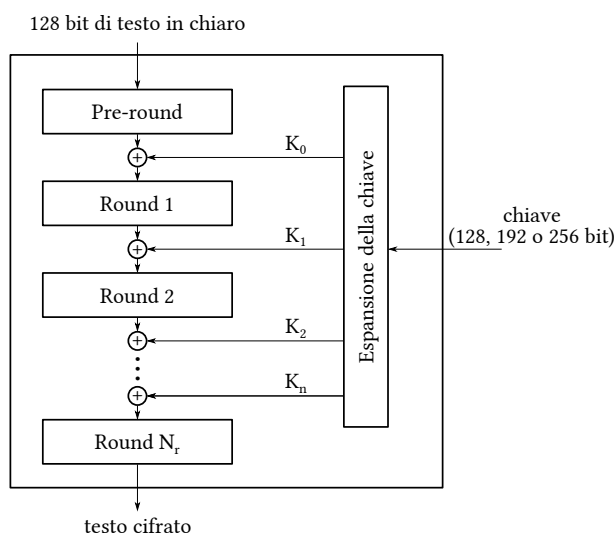 128 bit di testo in chiaro
Pre-round
K₀
Round 1
K₁
chiave
(128, 192 o 256 bit)
Espansione della chiave
Round 2
K₂
Kₙ
Round Nᵣ
testo cifrato